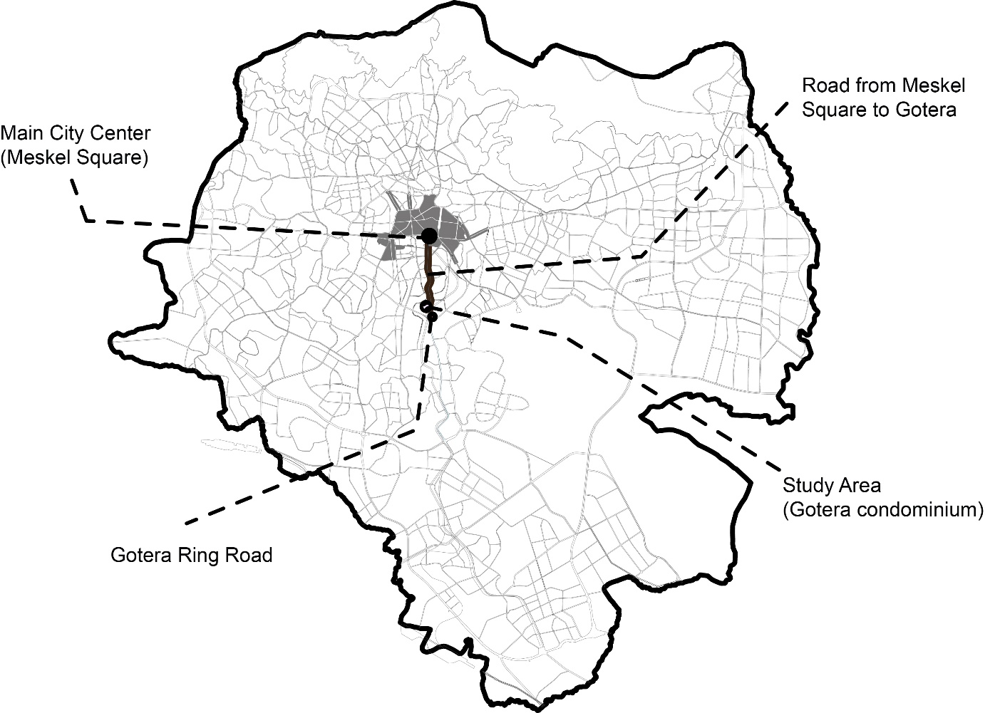 Road from Meskel
Square to Gotera
Main City Center
(Meskel Square)
Study Area
(Gotera condominium)
Gotera Ring Road